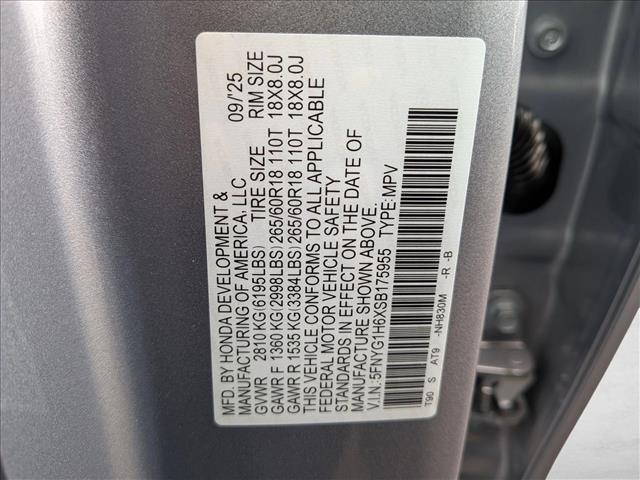 MFD. BY HONDA DEVELOPMENT &
MANUFACTURING OF AMERICA, LLC 09/'25
GVWR 2810 KG (6195LBS) TIRE SIZE RIM SIZE
GAWR F 1360 KG (2998LBS) 265/60R18 110T 18X8.0J
GAWR R 1535 KG (3384LBS) 265/60R18 110T 18X8.0J
THIS VEHICLE CONFORMS TO ALL APPLICABLE
FEDERAL MOTOR VEHICLE SAFETY
STANDARDS IN EFFECT ON THE DATE OF
MANUFACTURE SHOWN ABOVE.
V.I.N.:5FNYG1H6XSB175955 TYPE:MPV
T90 S AT9 -NH830M -R -B